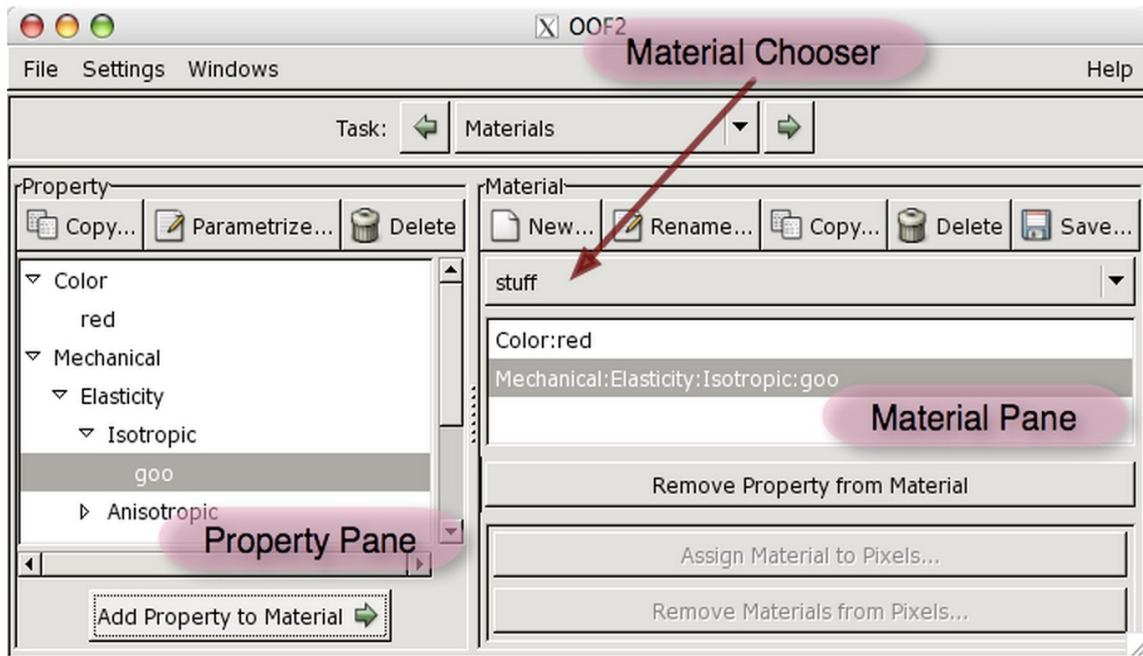 OOF2
Material Chooser
File Settings Windows Help
Task: Materials
Property
Copy... Parametrize... Delete
Color
red
Mechanical
Elasticity
Isotropic
goo
Anisotropic
Property Pane
Add Property to Material
Material
New... Rename... Copy... Delete Save...
stuff
Color:red
Mechanical:Elasticity:Isotropic:goo
Material Pane
Remove Property from Material
Assign Material to Pixels...
Remove Materials from Pixels...